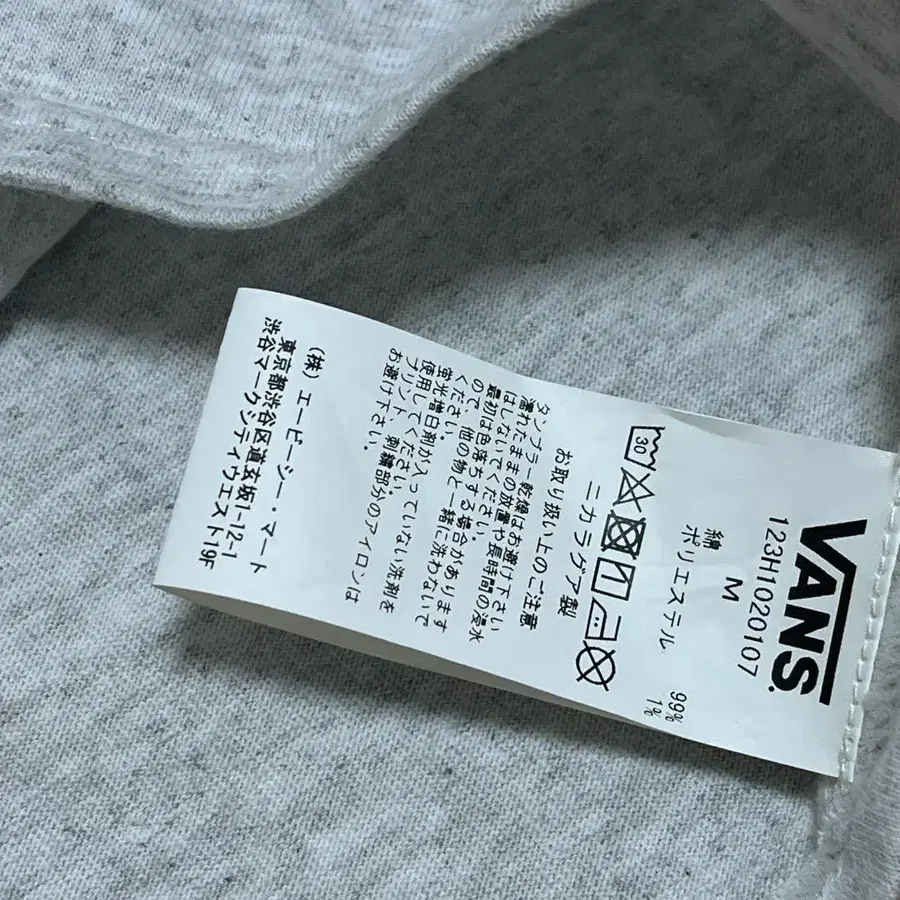 VANS
123H1020107
M
綿 99%
ポリエステル 1%
30
ニカラグア製
お取り扱い上のご注意
タンブラー乾燥はお避け下さい
濡れたままの放置や長時間の浸水
はしないでください。
最初は色落ちする場合があります
ので、他の物と一緒に洗わないで
ください。
蛍光増白剤が入っていない洗剤を
使用してください。
プリント、刺繍部分のアイロンは
お避け下さい。
(株) エービーシー・マート
東京都渋谷区道玄坂1-12-1
渋谷マークシティウエスト19F